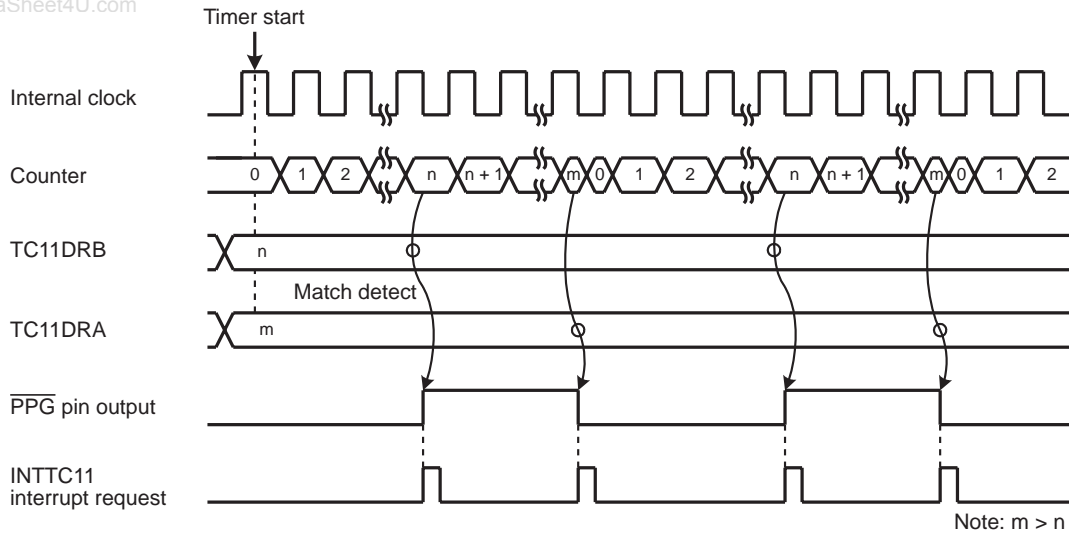 aSheet4U.com
Timer start
Internal clock
Counter 0 1 2 n n + 1 m 0 1 2 n n + 1 m 0 1 2
TC11DRB n
Match detect
TC11DRA m
PPG pin output
INTTC11
interrupt request
Note: m > n